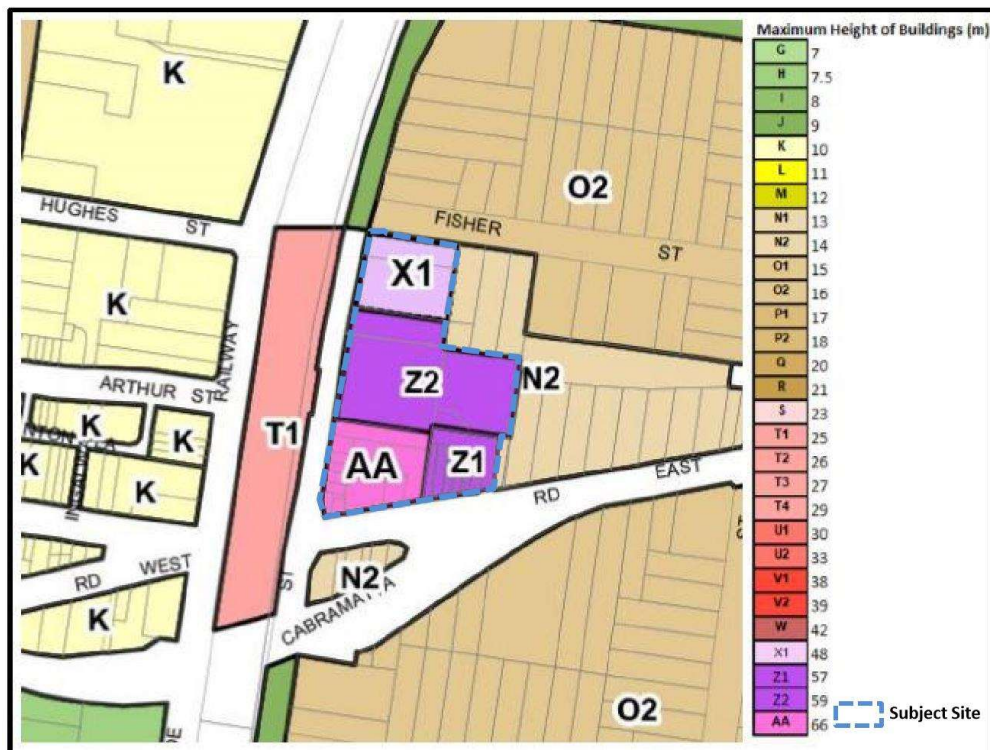 K
Maximum Height of Buildings (m)
G 7
H 7.5
I 8
J 9
K 10
L 11
M 12
N1 13
N2 14
O1 15
O2 16
P1 17
P2 18
Q 20
R 21
S 23
T1 25
T2 26
T3 27
T4 29
U1 30
U2 33
V1 38
V2 39
W 42
X1 48
Z1 57
Z2 59
AA 66
Subject Site
O2
HUGHES ST
FISHER ST
X1
K
RAILWAY
ARTHUR ST
Z2
N2
K
K
T1
K
K
AA
Z1
RD EAST
RD WEST
ST
N2
CABRAMATTA
K
O2